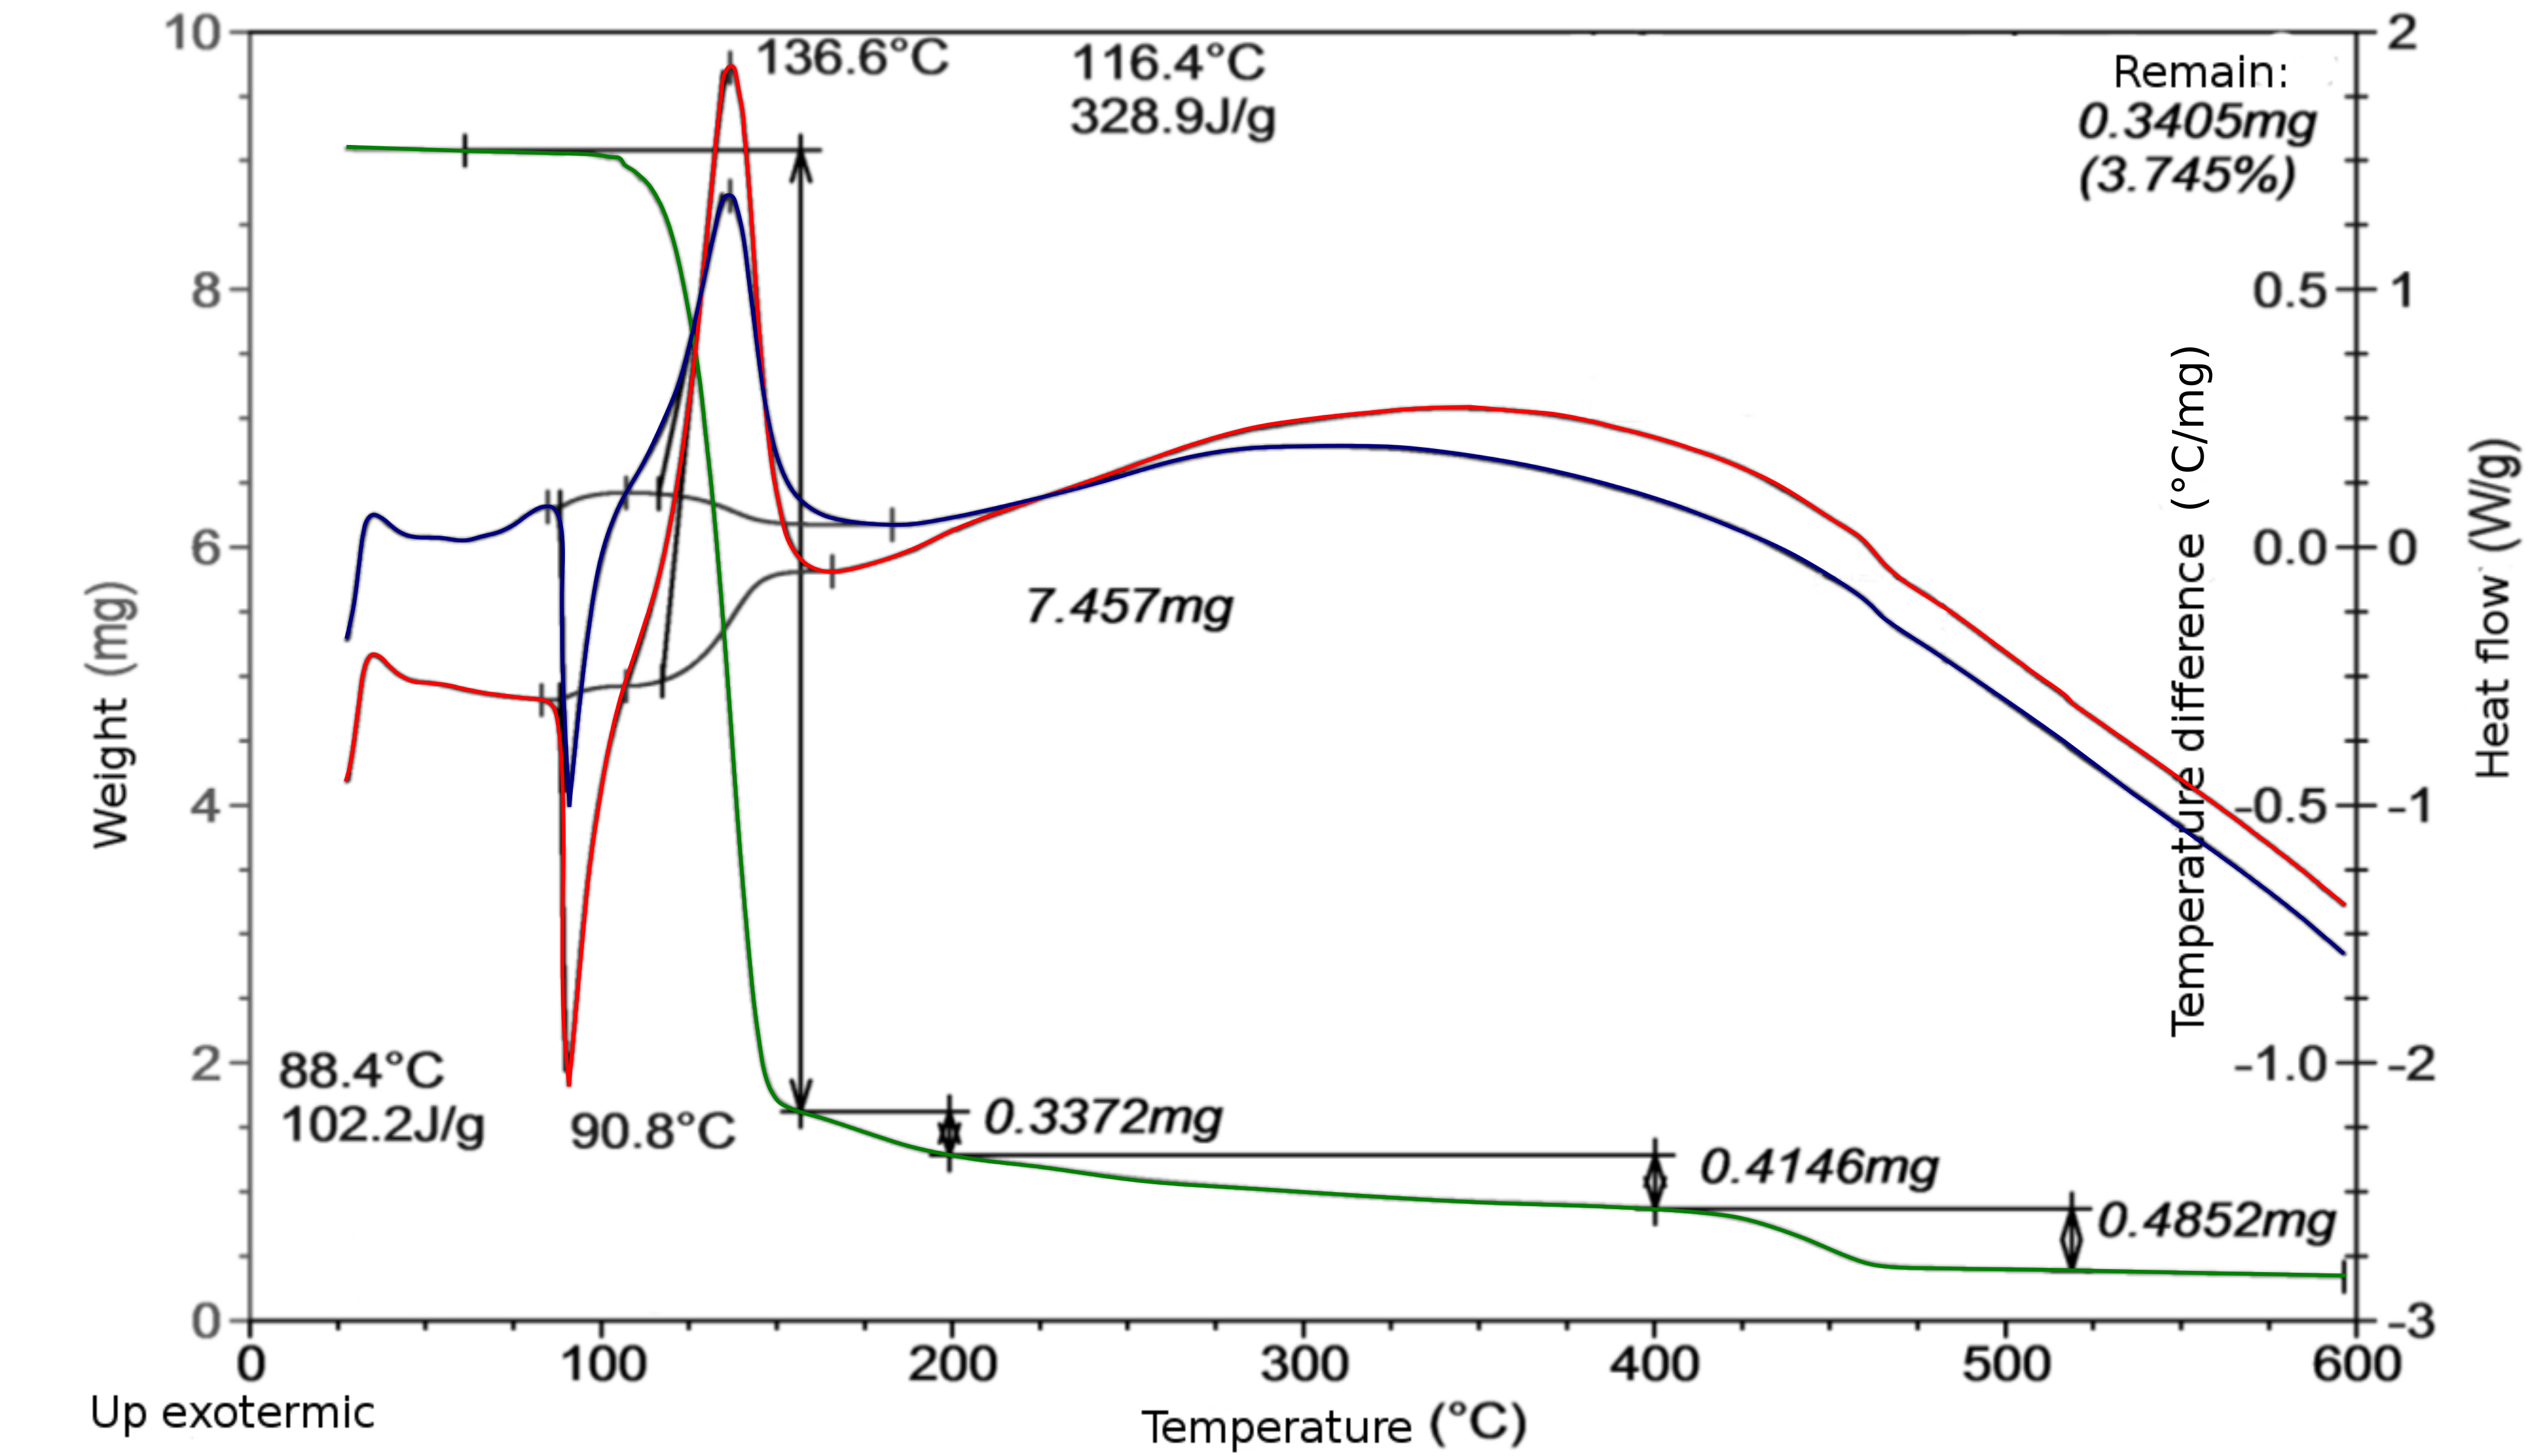 10
8
6
4
2
0
Weight (mg)
136.6°C
116.4°C
328.9J/g
Remain:
0.3405mg
(3.745%)
7.457mg
88.4°C
102.2J/g
90.8°C
0.3372mg
0.4146mg
0.4852mg
0.5
0.0
-0.5
-1.0
Temperature difference (°C/mg)
2
1
0
-1
-2
-3
Heat flow (W/g)
0 100 200 300 400 500 600
Up exotermic
Temperature (°C)